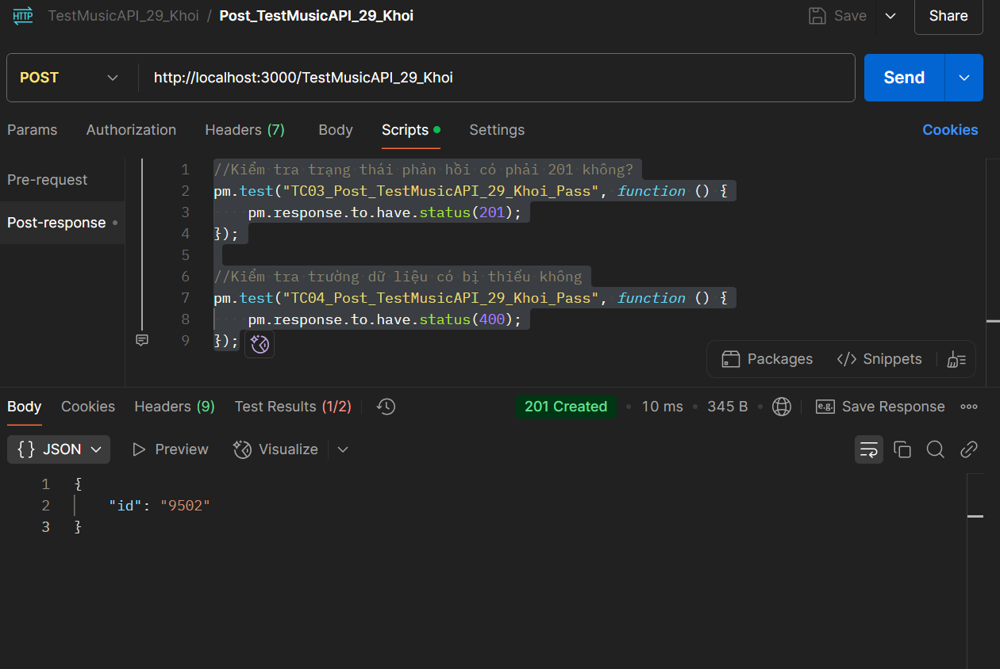 HTTP TestMusicAPI_29_Khoi / Post_TestMusicAPI_29_Khoi Save Share
POST http://localhost:3000/TestMusicAPI_29_Khoi Send
Params Authorization Headers (7) Body Scripts Settings Cookies
Pre-request
Post-response
1 //Kiểm tra trạng thái phản hồi có phải 201 không?
2 pm.test("TC03_Post_TestMusicAPI_29_Khoi_Pass", function () {
3 pm.response.to.have.status(201);
4 });
5
6 //Kiểm tra trường dữ liệu có bị thiếu không
7 pm.test("TC04_Post_TestMusicAPI_29_Khoi_Pass", function () {
8 pm.response.to.have.status(400);
9 });
Packages </> Snippets
Body Cookies Headers (9) Test Results (1/2) 201 Created • 10 ms • 345 B • e.g. Save Response
{} JSON Preview Visualize
1 {
2 "id": "9502"
3 }